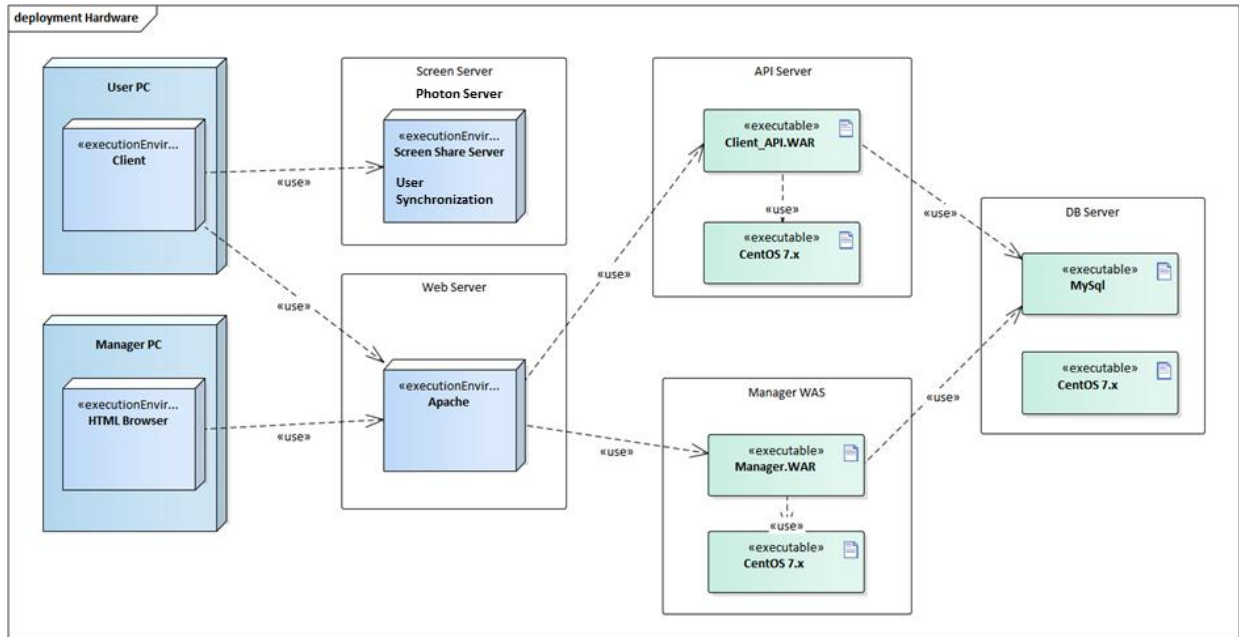 deployment Hardware
User PC
«executionEnvir...
Client
«use»
«use»
Manager PC
«executionEnvir...
HTML Browser
«use»
Screen Server
Photon Server
«executionEnvir...
Screen Share Server
User
Synchronization
Web Server
«executionEnvir...
Apache
«use»
«use»
API Server
«executable»
Client_API.WAR
«use»
«executable»
CentOS 7.x
«use»
Manager WAS
«executable»
Manager.WAR
«use»
«executable»
CentOS 7.x
«use»
DB Server
«executable»
MySql
«executable»
CentOS 7.x